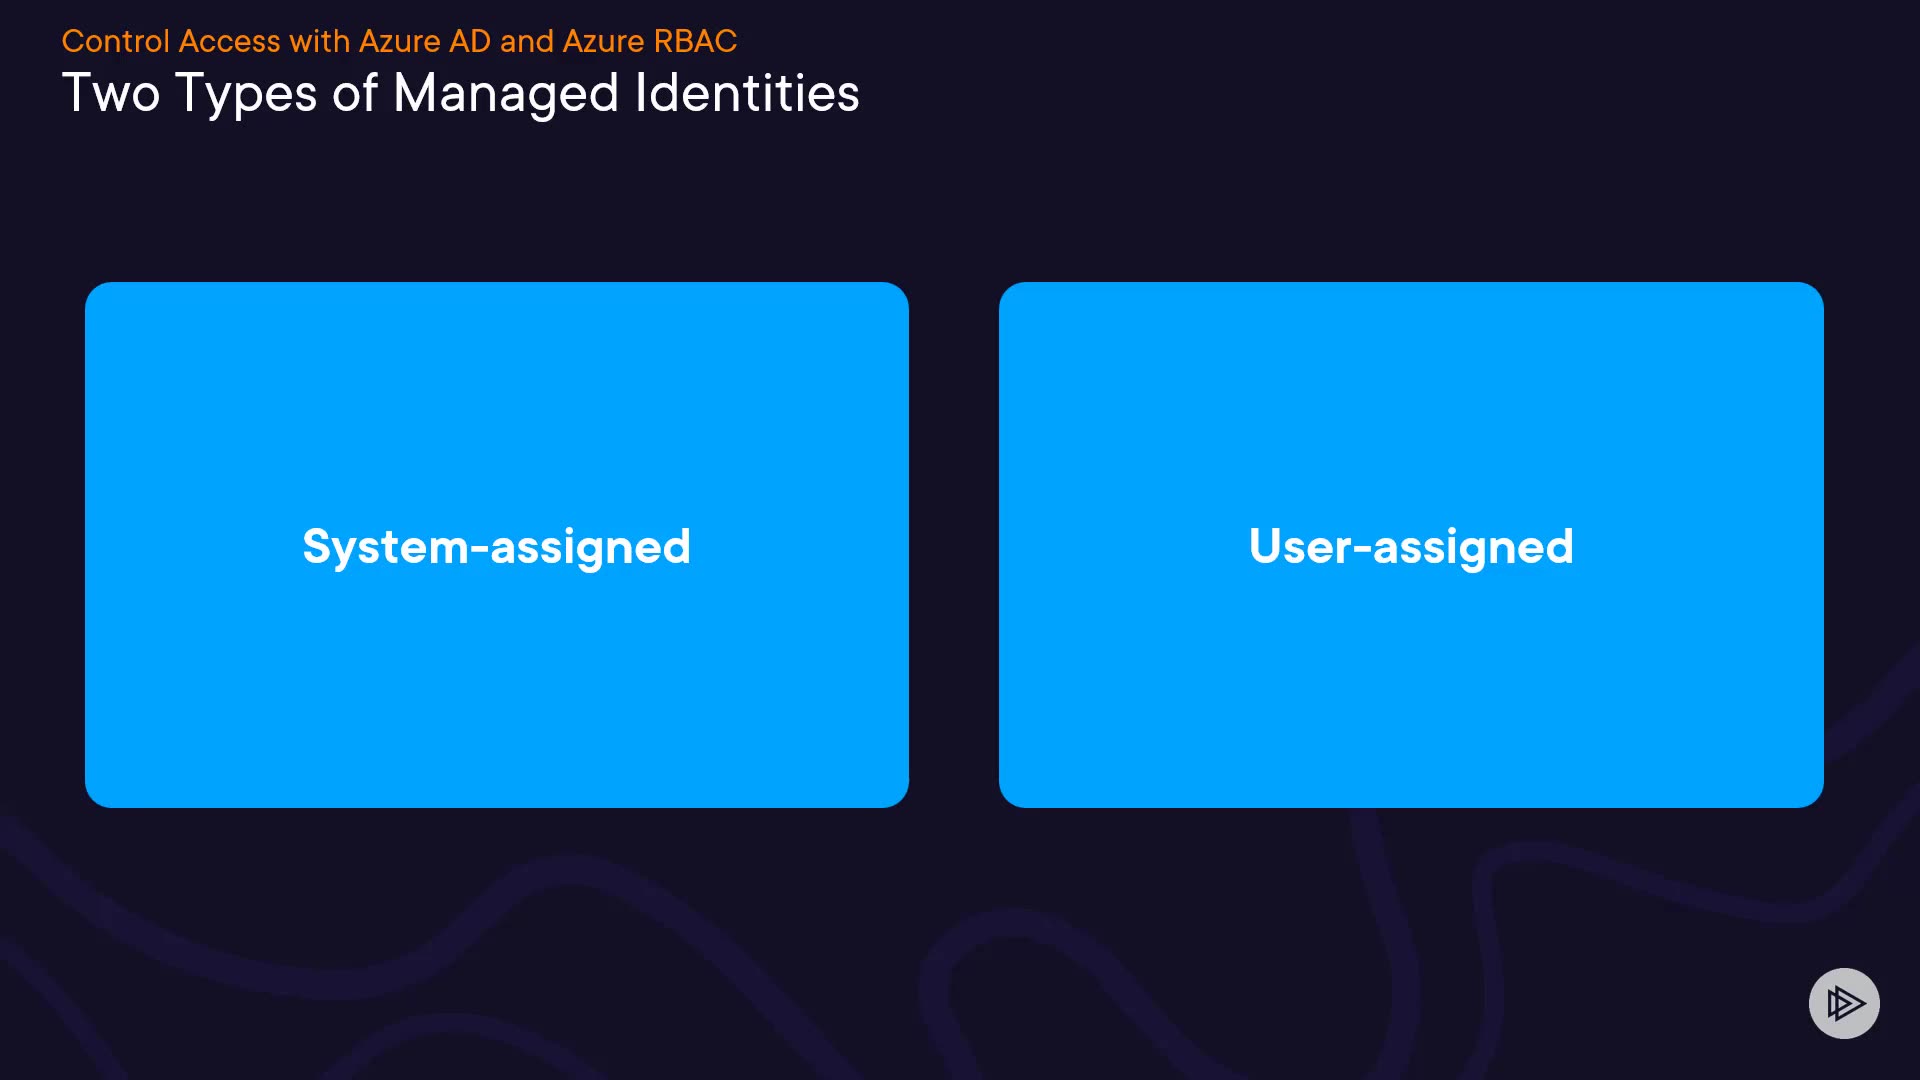 Control Access with Azure AD and Azure RBAC
Two Types of Managed Identities
System-assigned
User-assigned